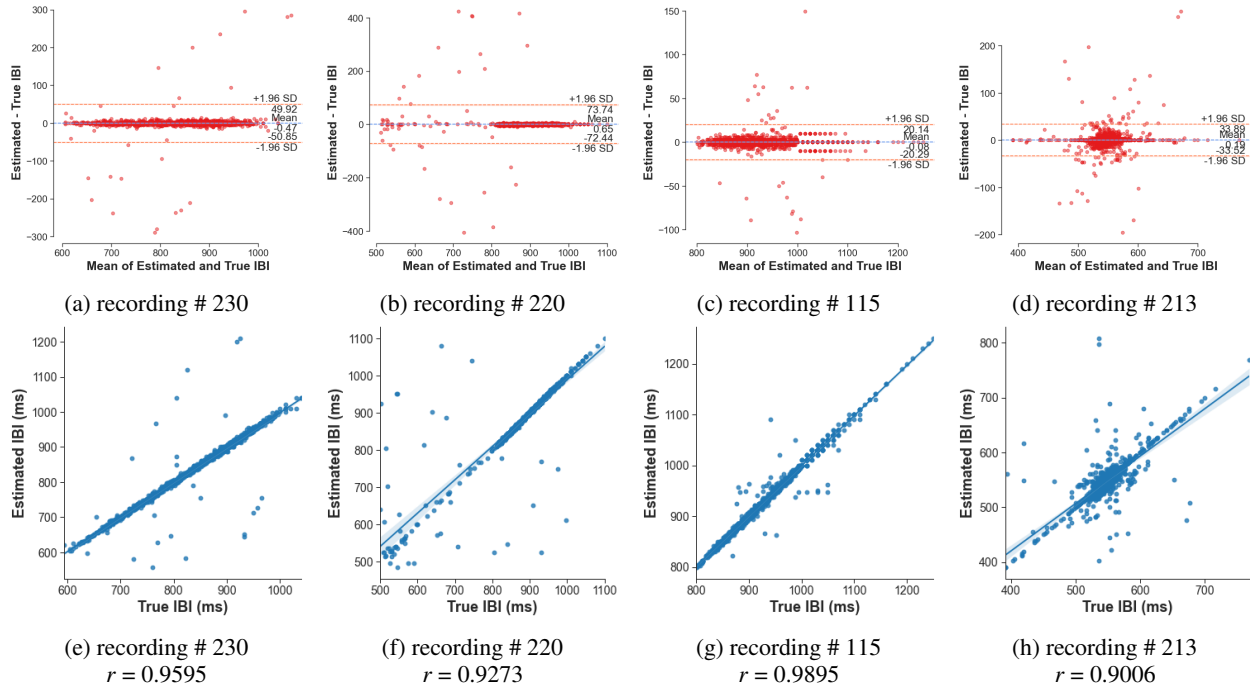 300
200
100
0
-100
-200
-300
Estimated - True IBI
+1.96 SD
49.92
Mean
-0.47
-50.85
-1.96 SD
600 700 800 900 1000
Mean of Estimated and True IBI
400
200
0
-200
-400
Estimated - True IBI
+1.96 SD
73.74
Mean
0.65
-72.44
-1.96 SD
500 600 700 800 900 1000 1100
Mean of Estimated and True IBI
150
100
50
0
-50
-100
Estimated - True IBI
+1.96 SD
20.14
Mean
-0.08
-20.29
-1.96 SD
800 900 1000 1100 1200
Mean of Estimated and True IBI
200
100
0
-100
-200
Estimated - True IBI
+1.96 SD
33.89
Mean
0.19
-33.52
-1.96 SD
400 500 600 700
Mean of Estimated and True IBI
(a) recording # 230
(b) recording # 220
(c) recording # 115
(d) recording # 213
1200
1100
1000
900
800
700
600
Estimated IBI (ms)
600 700 800 900 1000
True IBI (ms)
1100
1000
900
800
700
600
500
Estimated IBI (ms)
500 600 700 800 900 1000 1100
True IBI (ms)
1200
1100
1000
900
800
Estimated IBI (ms)
800 900 1000 1100 1200
True IBI (ms)
800
700
600
500
400
Estimated IBI (ms)
400 500 600 700
True IBI (ms)
(e) recording # 230
r = 0.9595
(f) recording # 220
r = 0.9273
(g) recording # 115
r = 0.9895
(h) recording # 213
r = 0.9006